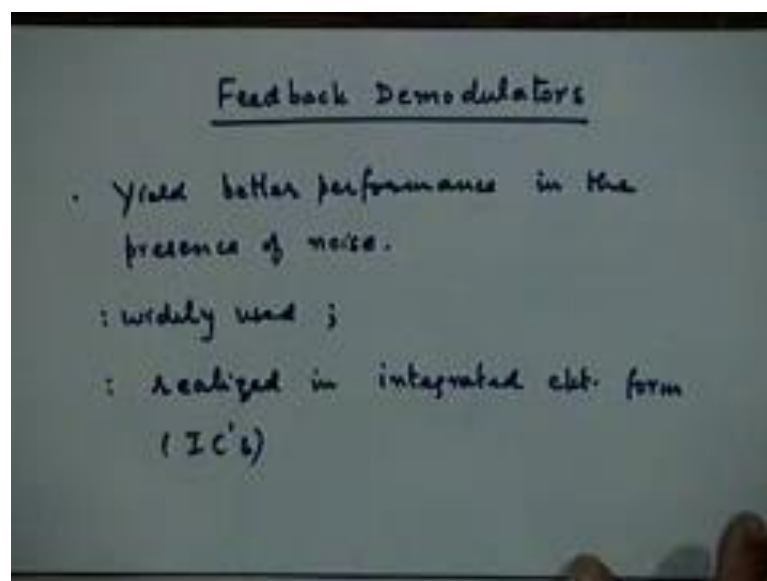 Feedback Demodulators
. Yield better performance in the
presence of noise.
: widely used ;
: realized in integrated ckt. form
( IC's)